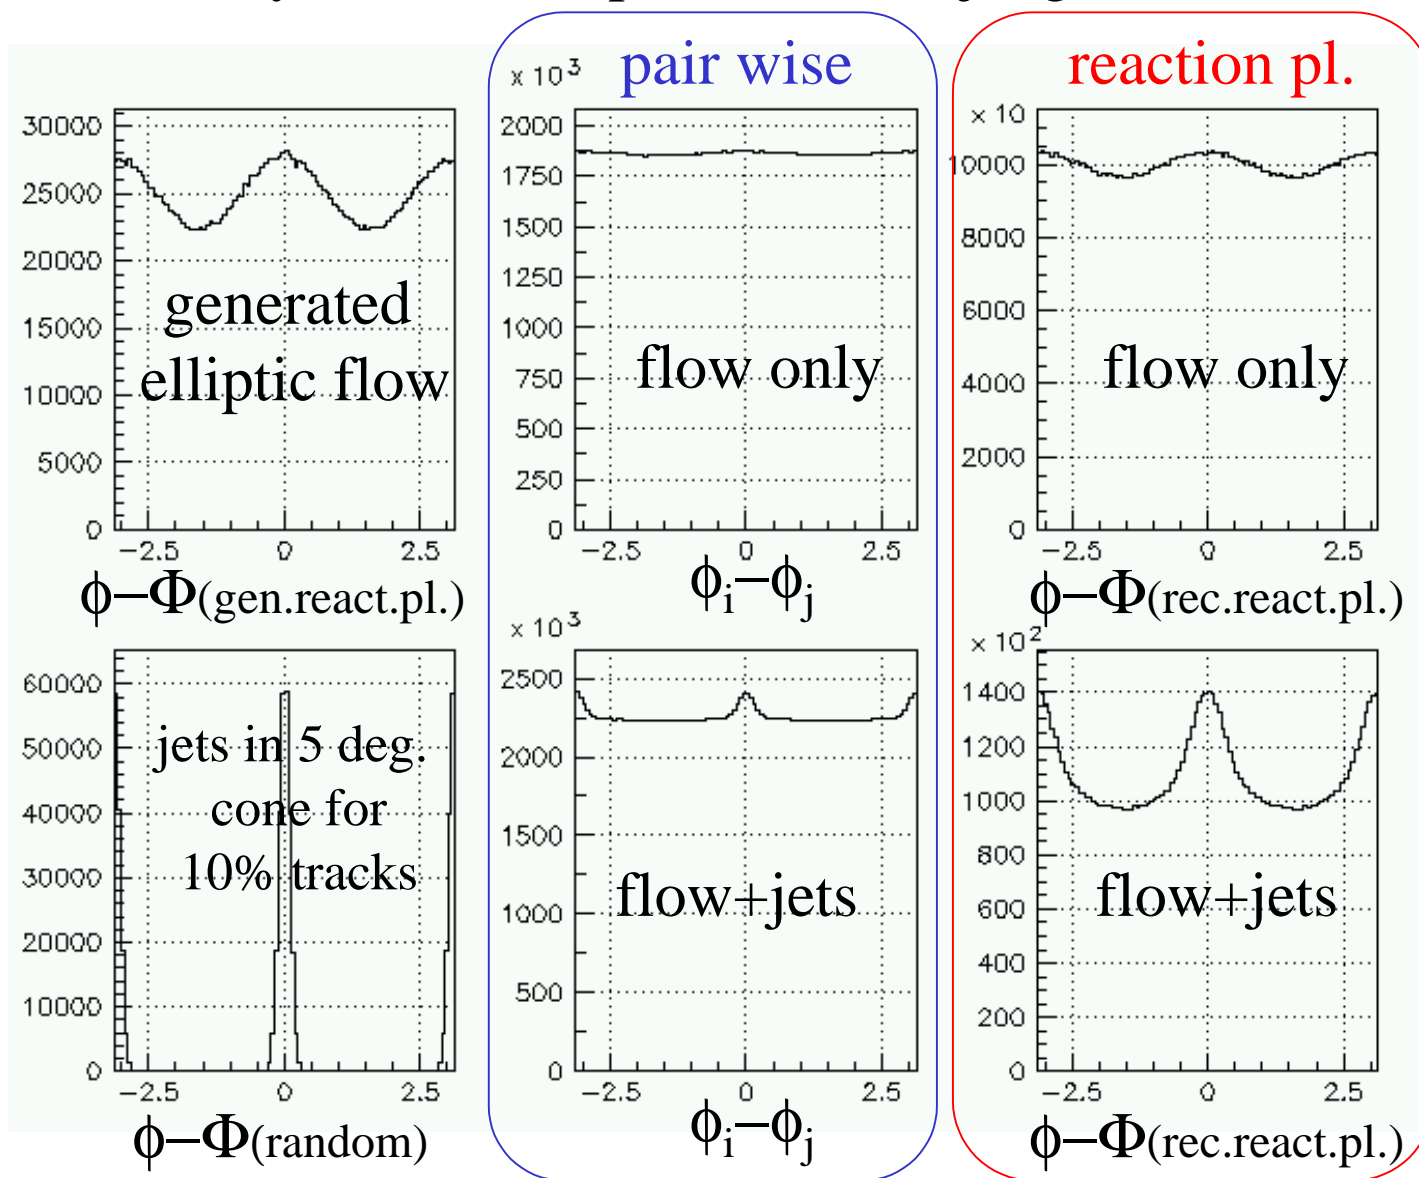 pair wise
reaction pl.
30000
25000
20000
15000
10000
5000
0
-2.5 0 2.5
generated
elliptic flow
ϕ–Φ(gen.react.pl.)
x 10³
2000
1750
1500
1250
1000
750
500
250
0
-2.5 0 2.5
flow only
ϕi–ϕj
x 10
10000
8000
6000
4000
2000
0
-2.5 0 2.5
flow only
ϕ–Φ(rec.react.pl.)
60000
50000
40000
30000
20000
10000
0
-2.5 0 2.5
jets in 5 deg.
cone for
10% tracks
ϕ–Φ(random)
x 10³
2500
2000
1500
1000
500
0
-2.5 0 2.5
flow+jets
ϕi–ϕj
x 10²
1400
1200
1000
800
600
400
200
0
-2.5 0 2.5
flow+jets
ϕ–Φ(rec.react.pl.)